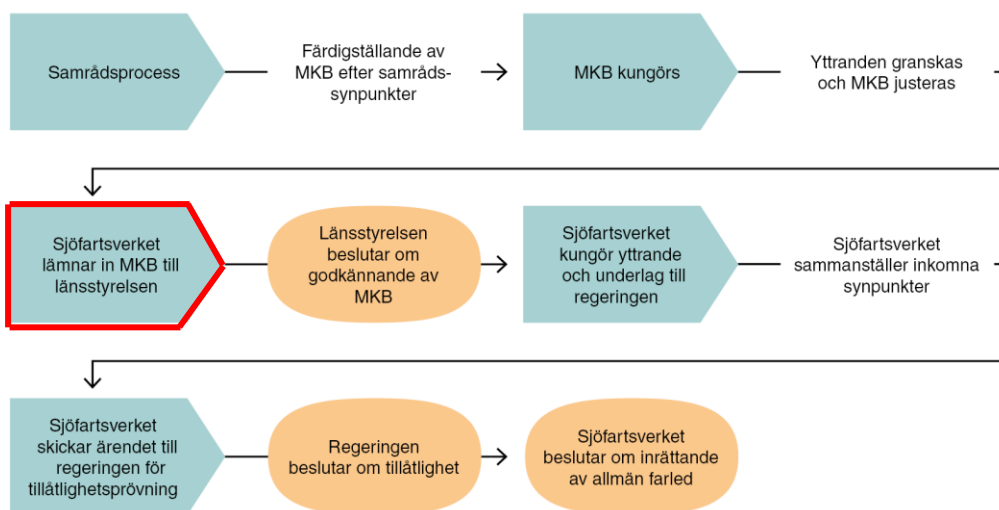 Samrådsprocess
Färdigställande av
MKB efter samråds-
synpunkter
MKB kungörs
Yttranden granskas
och MKB justeras
Sjöfartsverket
lämnar in MKB till
länsstyrelsen
Länsstyrelsen
beslutar om
godkännande av
MKB
Sjöfartsverket
kungör yttrande
och underlag till
regeringen
Sjöfartsverket
sammanställer inkomna
synpunkter
Sjöfartsverket
skickar ärendet till
regeringen för
tillåtlighetsprövning
Regeringen
beslutar om tillåtlighet
Sjöfartsverket
beslutar om inrättande
av allmän farled